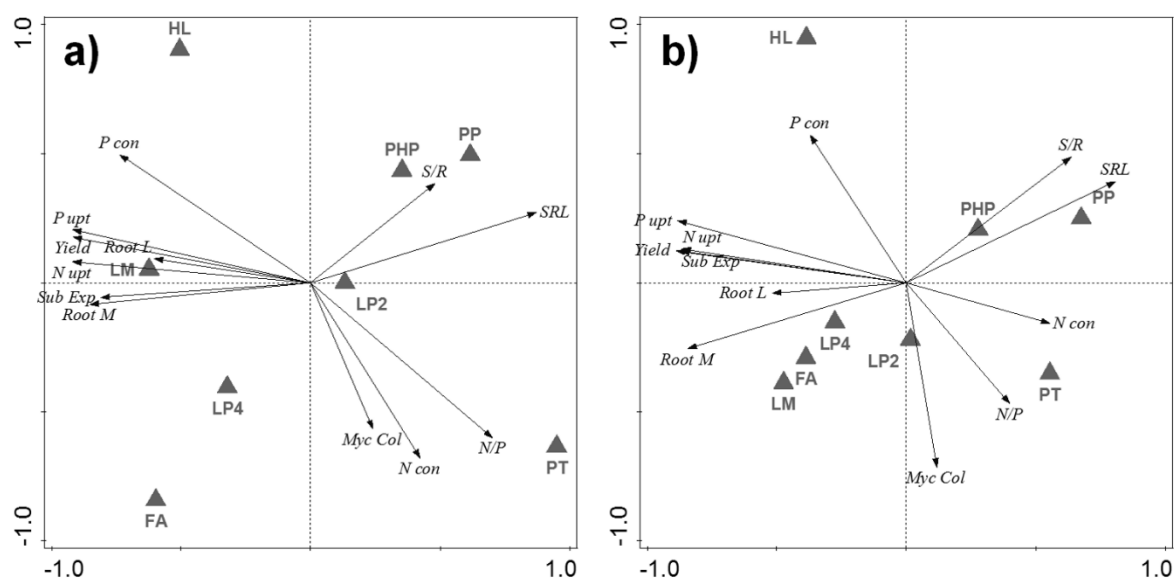 a)
1.0
-1.0
-1.0
1.0
HL
P con
PHP
PP
S/R
SRL
P upt
Yield
Root L
LM
N upt
Sub Exp
Root M
LP2
LP4
Myc Col
N con
N/P
PT
FA
b)
1.0
-1.0
-1.0
1.0
HL
P con
S/R
SRL
PP
PHP
P upt
N upt
Yield
Sub Exp
Root L
N con
LP4
LP2
Root M
FA
LM
PT
N/P
Myc Col